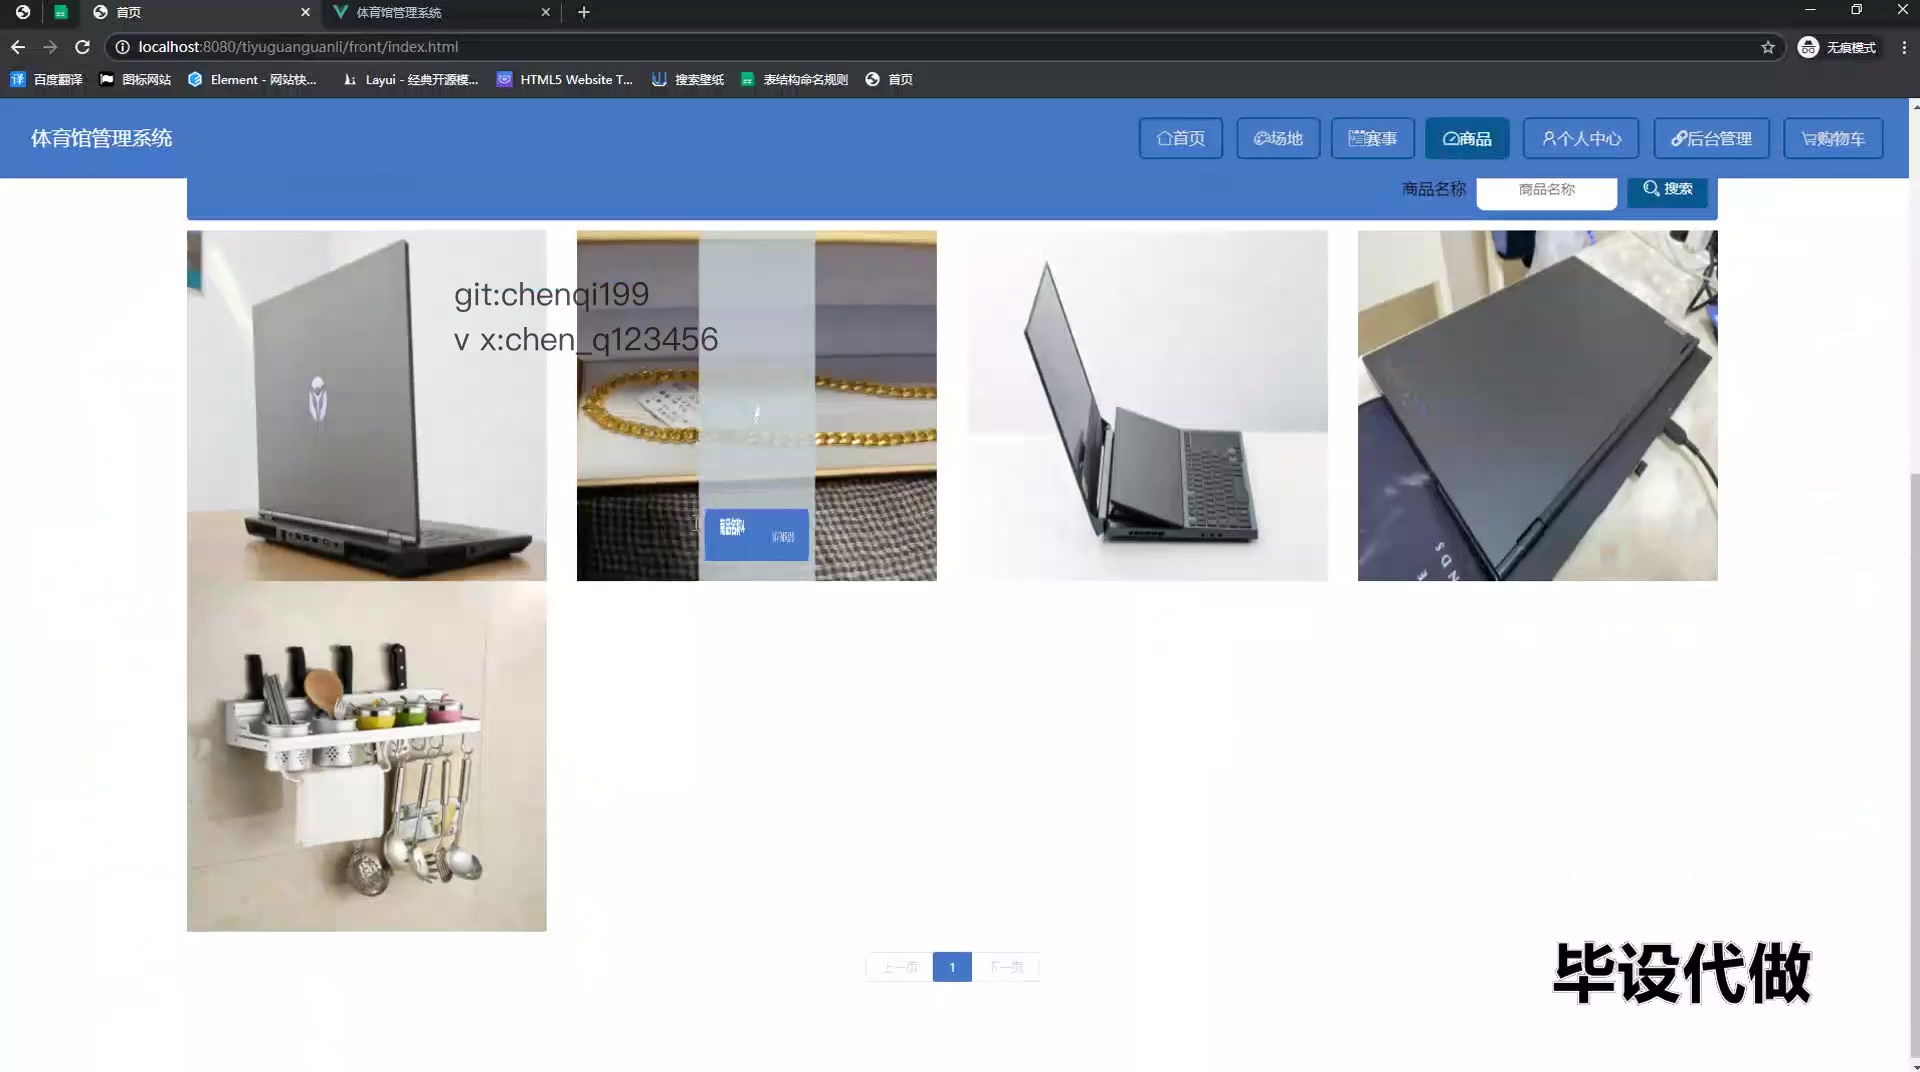 首页
体育馆管理系统
localhost:8080/tiyuguanguanli/front/index.html
无痕模式
百度翻译
图标网站
Element - 网站快...
Layui - 经典开源模...
HTML5 Website T...
搜索壁纸
表结构命名规则
首页
体育馆管理系统
首页
场地
赛事
商品
个人中心
后台管理
购物车
商品名称
商品名称
搜索
git:chenqi199
v x:chen_q123456
上一页
1
下一页
毕设代做